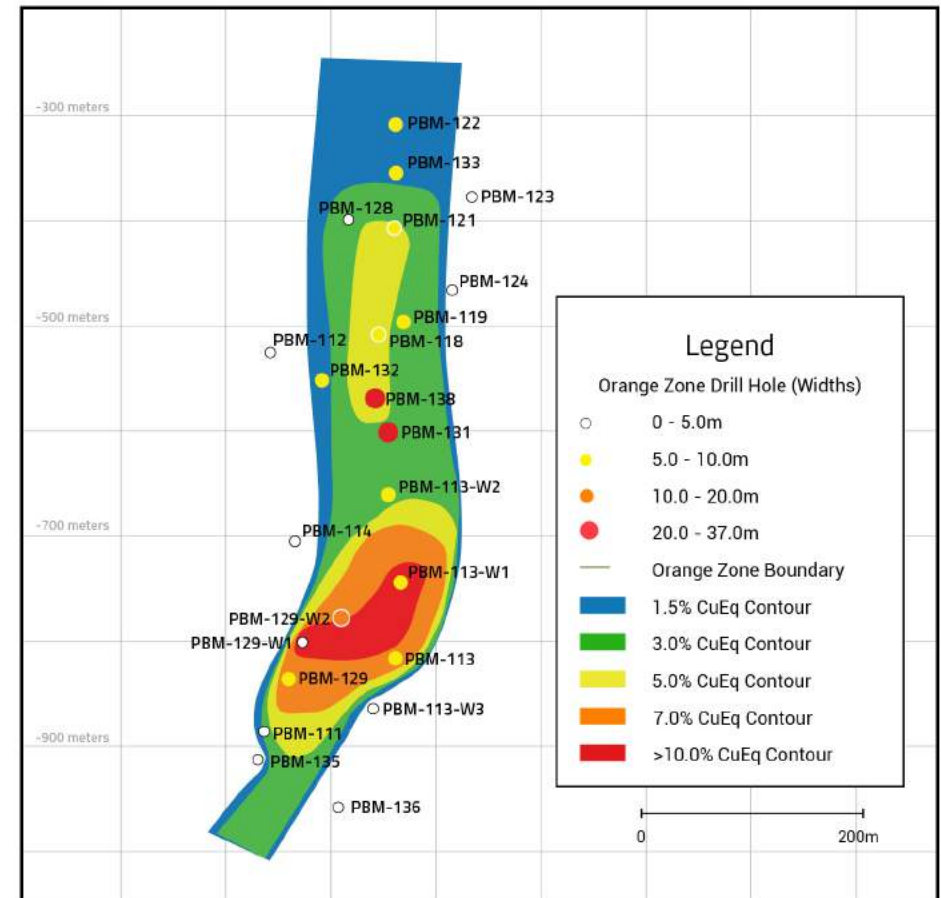 -300 meters
PBM-122
PBM-133
PBM-123
PBM-128
PBM-121
PBM-124
PBM-119
-500 meters
PBM-118
PBM-112
PBM-132
PBM-138
PBM-131
PBM-113-W2
-700 meters
PBM-114
PBM-113-W1
PBM-129-W2
PBM-129-W1
PBM-113
PBM-129
PBM-113-W3
PBM-111
-900 meters
PBM-135
PBM-136
Legend
Orange Zone Drill Hole (Widths)
0 - 5.0m
5.0 - 10.0m
10.0 - 20.0m
20.0 - 37.0m
Orange Zone Boundary
1.5% CuEq Contour
3.0% CuEq Contour
5.0% CuEq Contour
7.0% CuEq Contour
>10.0% CuEq Contour
0 200m